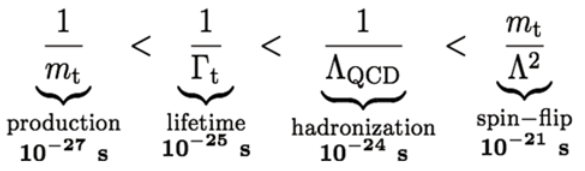 1/m_t < 1/Γ_t < 1/Λ_QCD < m_t/Λ²
production lifetime hadronization spin−flip
10⁻²⁷ s 10⁻²⁵ s 10⁻²⁴ s 10⁻²¹ s